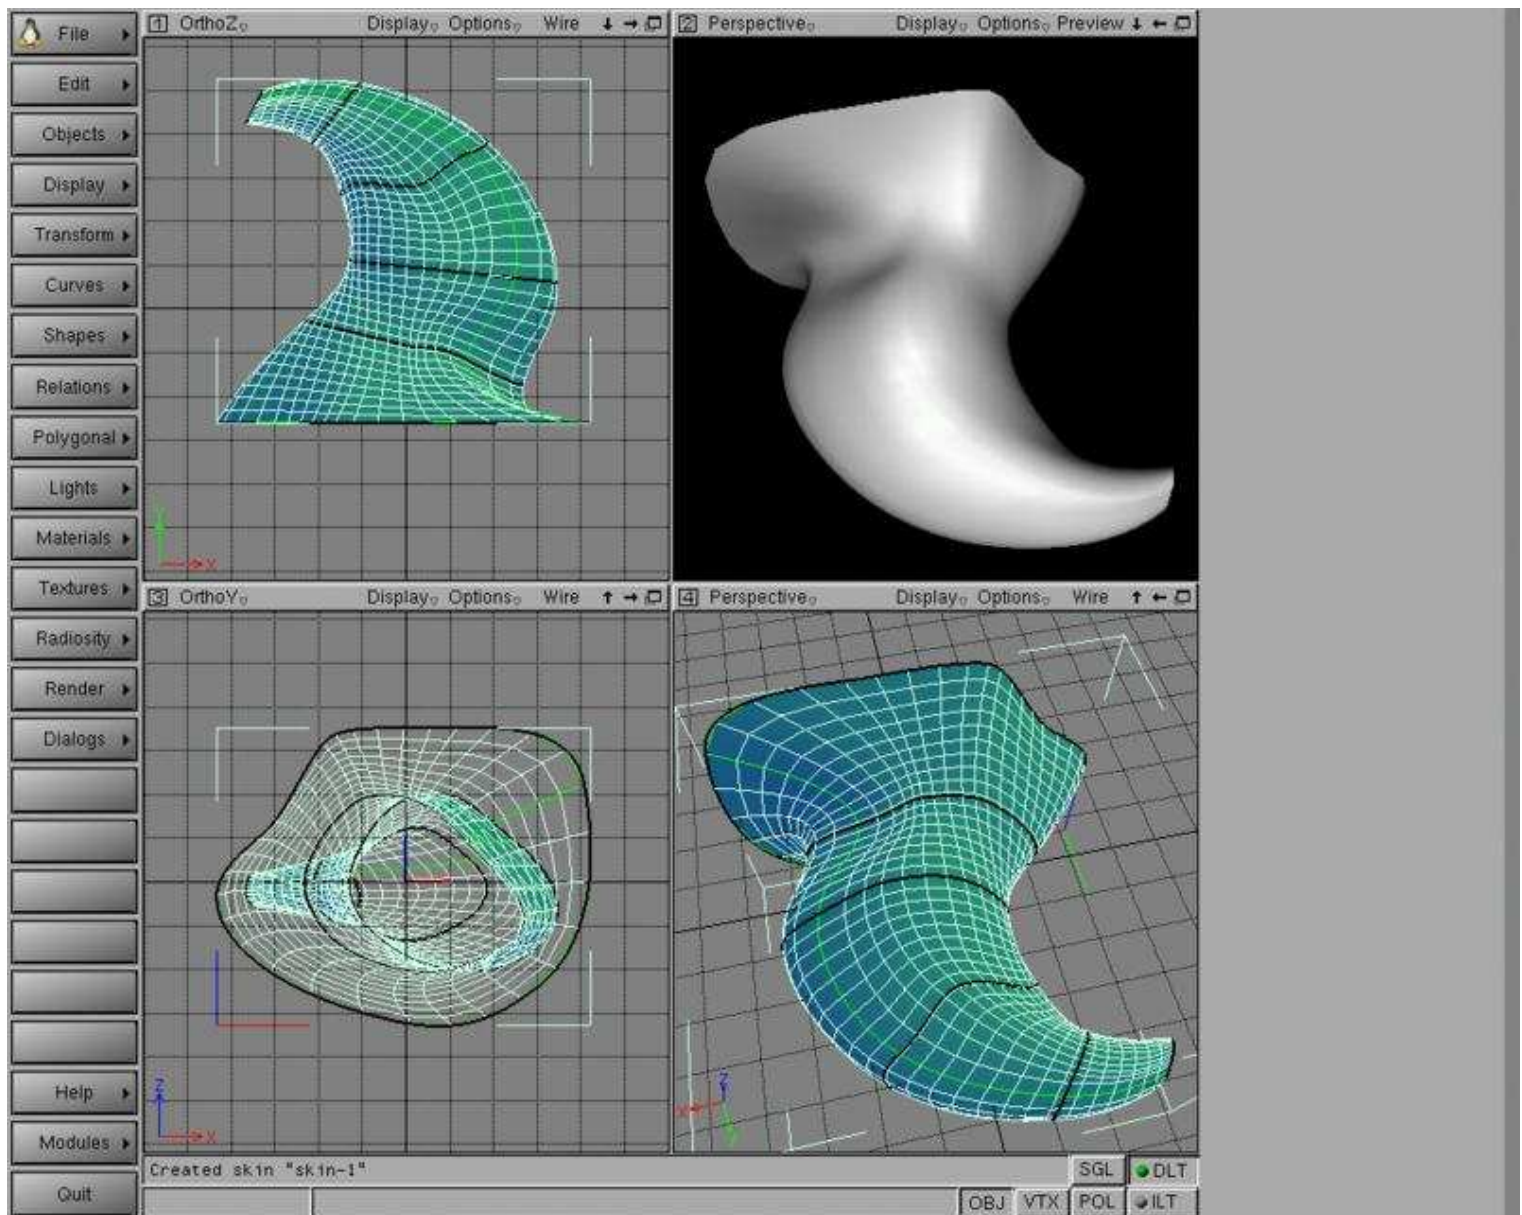 File
Edit
Objects
Display
Transform
Curves
Shapes
Relations
Polygonal
Lights
Materials
Textures
Radiosity
Render
Dialogs
Help
Modules
Quit
1 OrthoZ Display Options Wire
Y
X
2 Perspective Display Options Preview
3 OrthoY Display Options Wire
Z
X
4 Perspective Display Options Wire
Z
X
Y
Created skin "skin-1"
SGL DLT
OBJ VTX POL ILT